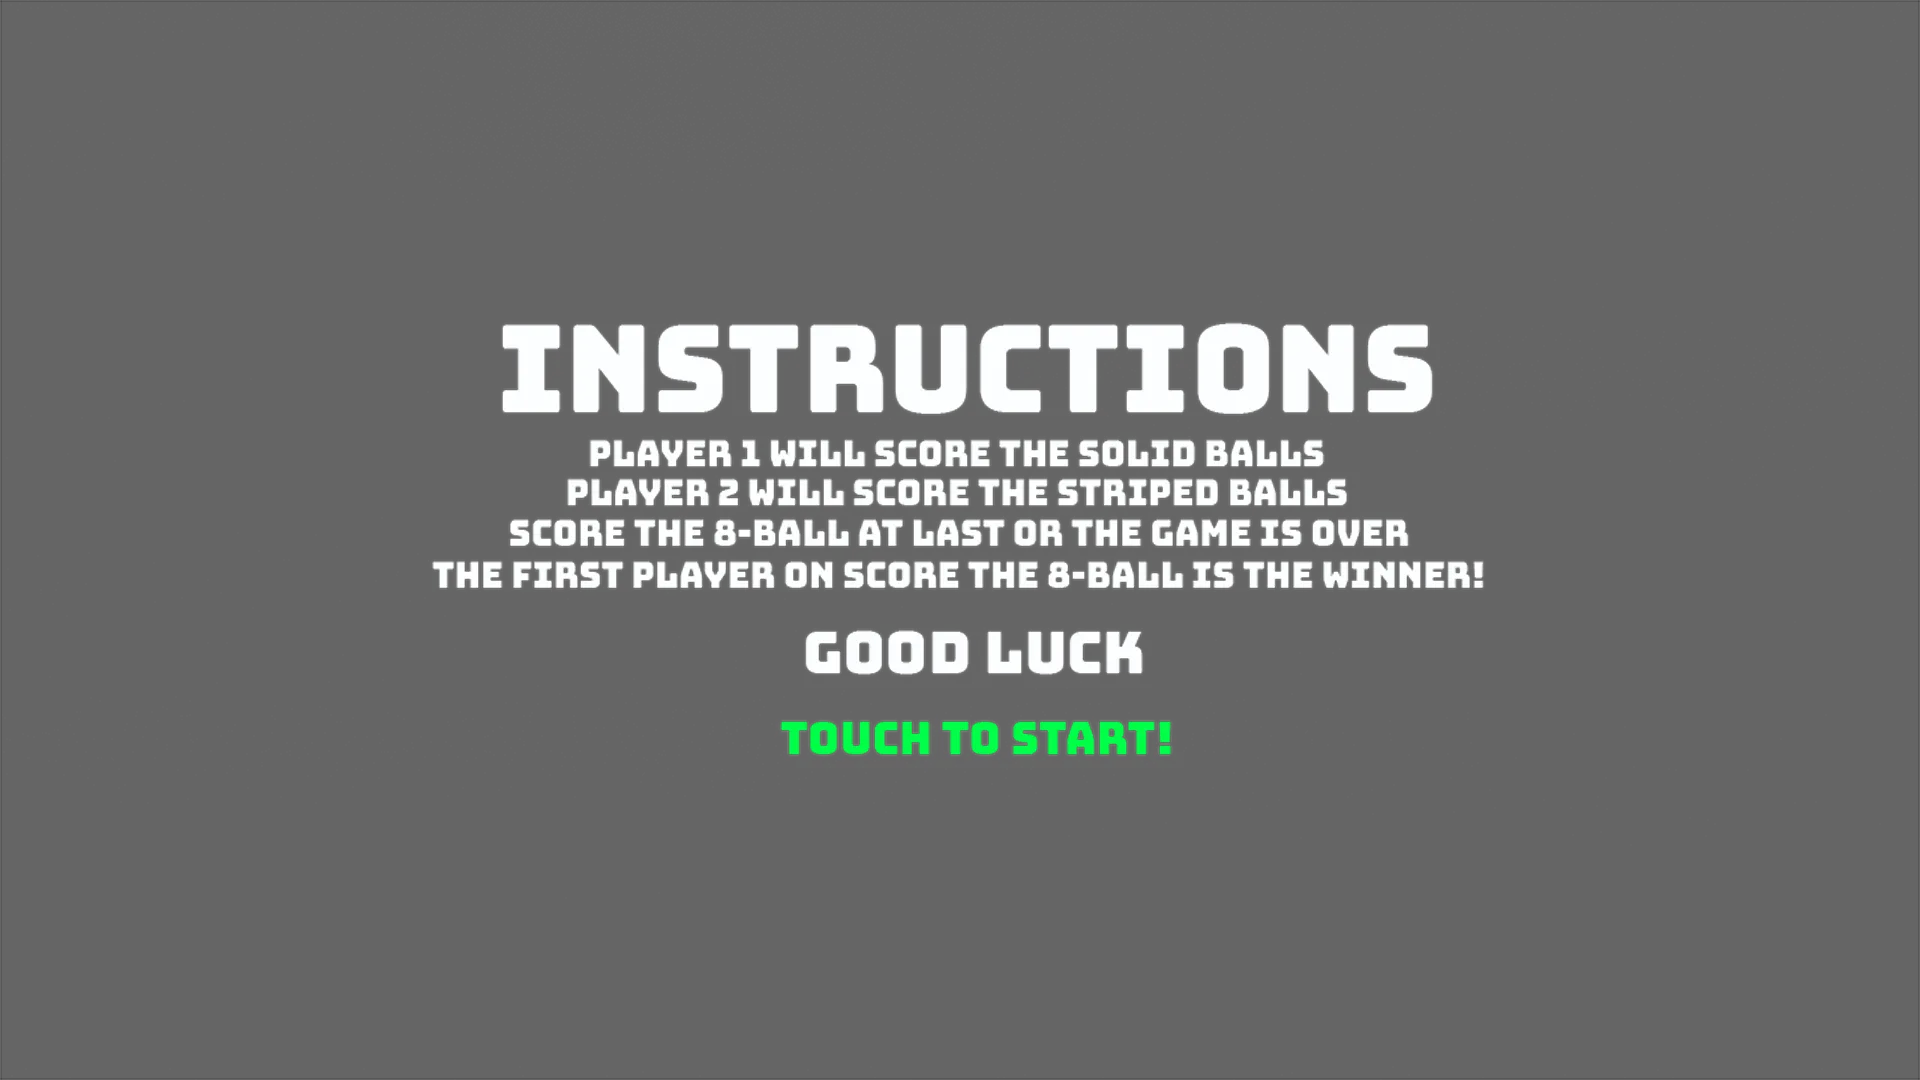 INSTRUCTIONS
PLAYER 1 WILL SCORE THE SOLID BALLS
PLAYER 2 WILL SCORE THE STRIPED BALLS
SCORE THE 8-BALL AT LAST OR THE GAME IS OVER
THE FIRST PLAYER ON SCORE THE 8-BALL IS THE WINNER!
GOOD LUCK
TOUCH TO START!